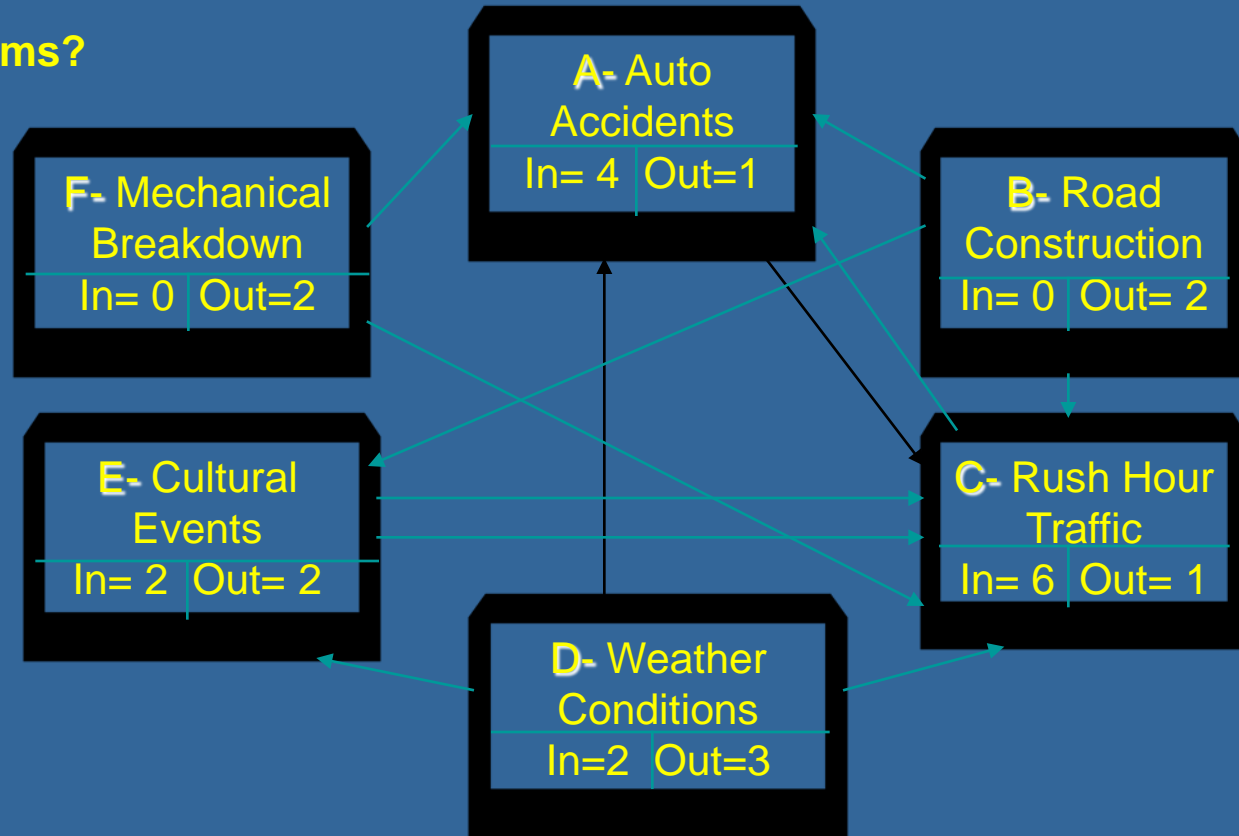 ms?
A- Auto
Accidents
In= 4 Out=1
F- Mechanical
Breakdown
In= 0 Out=2
B- Road
Construction
In= 0 Out= 2
E- Cultural
Events
In= 2 Out= 2
C- Rush Hour
Traffic
In= 6 Out= 1
D- Weather
Conditions
In=2 Out=3